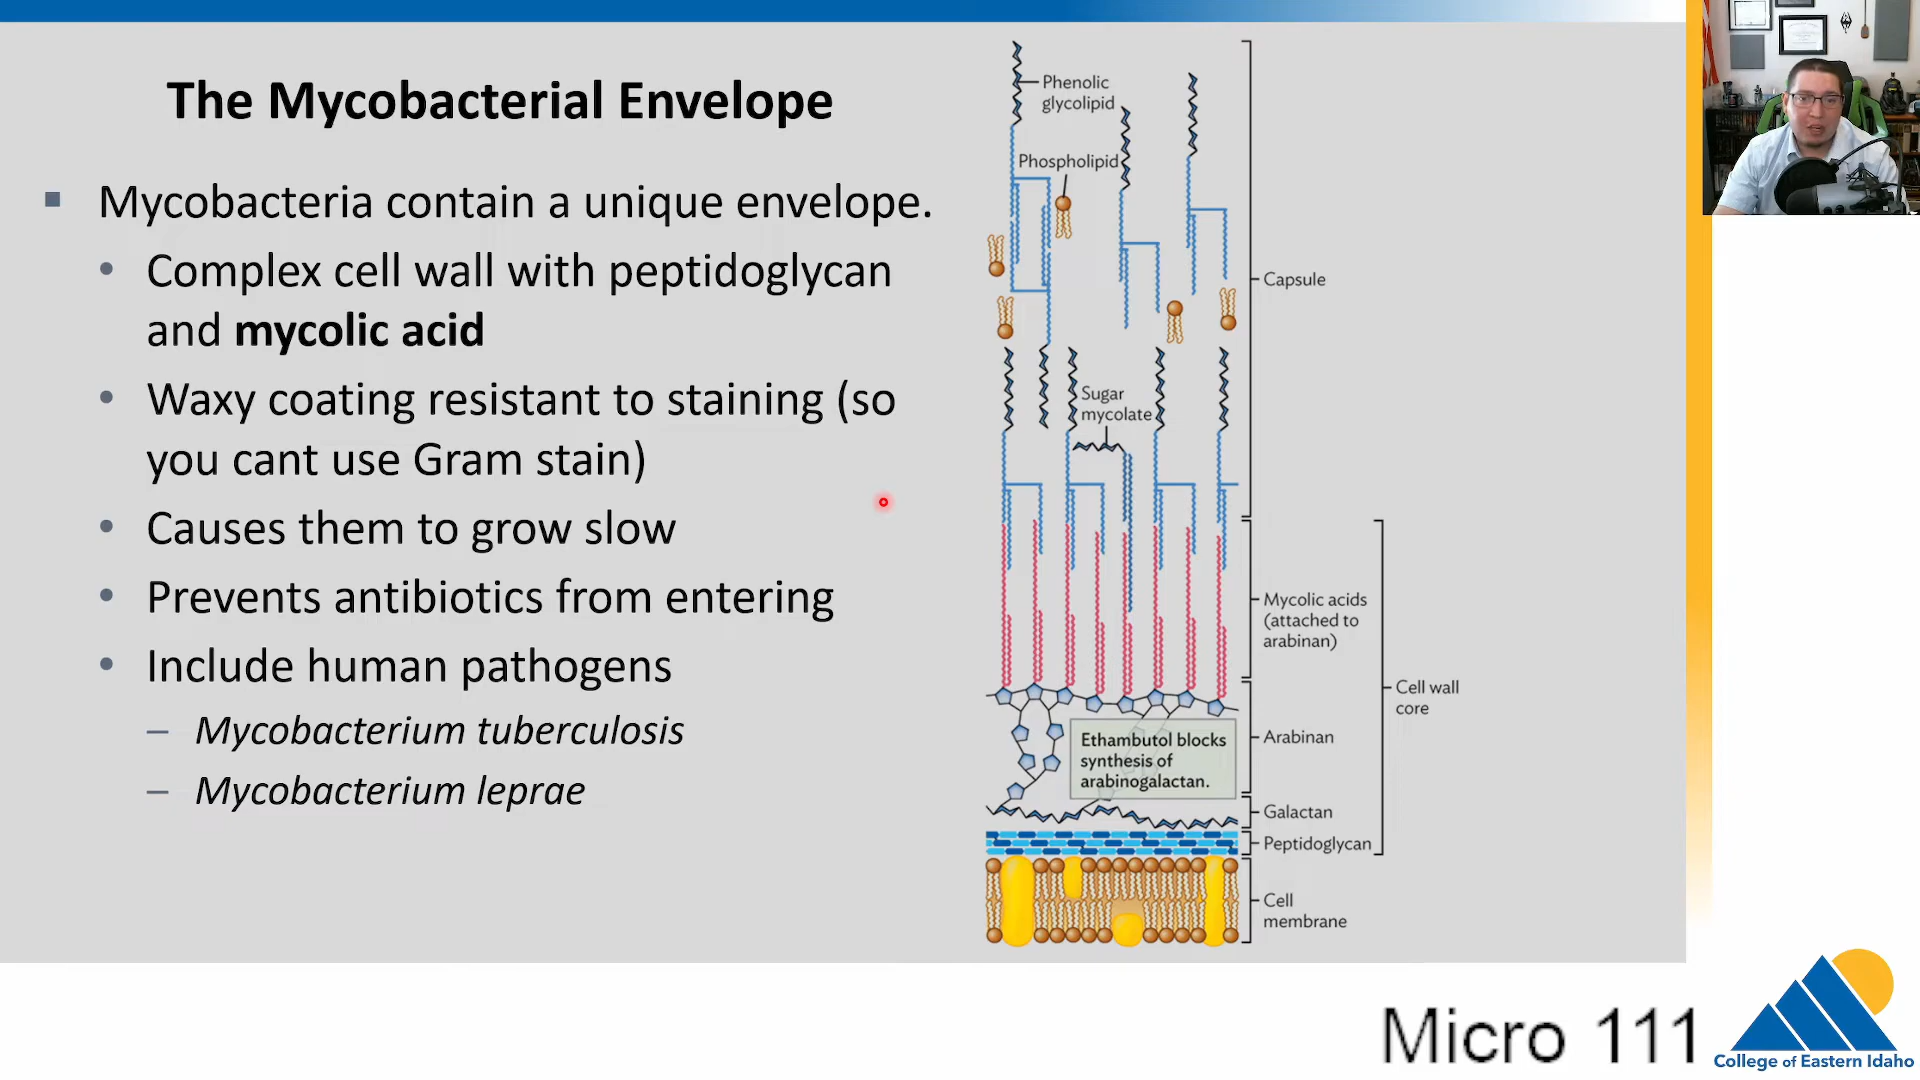 The Mycobacterial Envelope
▪ Mycobacteria contain a unique envelope.
• Complex cell wall with peptidoglycan
and mycolic acid
• Waxy coating resistant to staining (so
you cant use Gram stain)
• Causes them to grow slow
• Prevents antibiotics from entering
• Include human pathogens
– Mycobacterium tuberculosis
– Mycobacterium leprae
Phenolic
glycolipid
Phospholipid
Capsule
Sugar
mycolate
Mycolic acids
(attached to
arabinan)
Cell wall
core
Arabinan
Ethambutol blocks
synthesis of
arabinogalactan.
Galactan
Peptidoglycan
Cell
membrane
Micro 111
College of Eastern Idaho